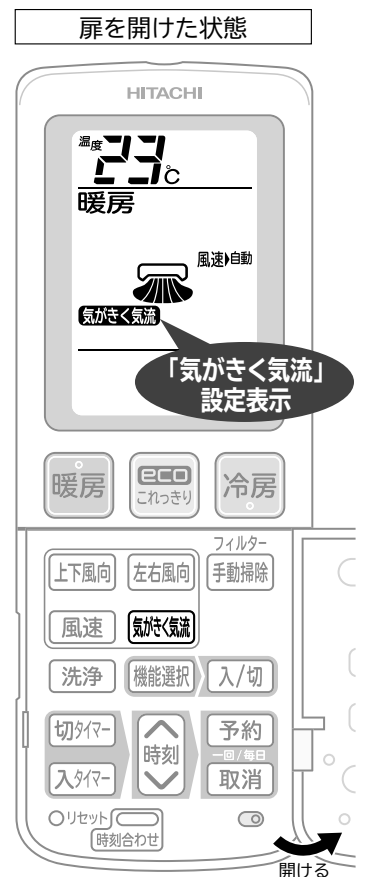 扉を開けた状態
HITACHI
温度23℃
暖房
風速▶自動
気がきく気流
「気がきく気流」
設定表示
暖房
eco
これっきり
冷房
フィルター
上下風向 左右風向 手動掃除
風速 気がきく気流
洗浄 機能選択 入/切
切タイマー 時刻 予約
一回/毎日
入タイマー 取消
リセット
時刻合わせ
開ける